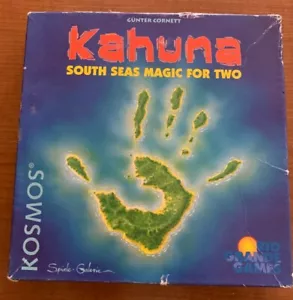 GÜNTER CORNETT
Kahuna
SOUTH SEAS MAGIC FOR TWO
KOSMOS®
Spiele-Galerie
RIO
GRANDE
GAMES